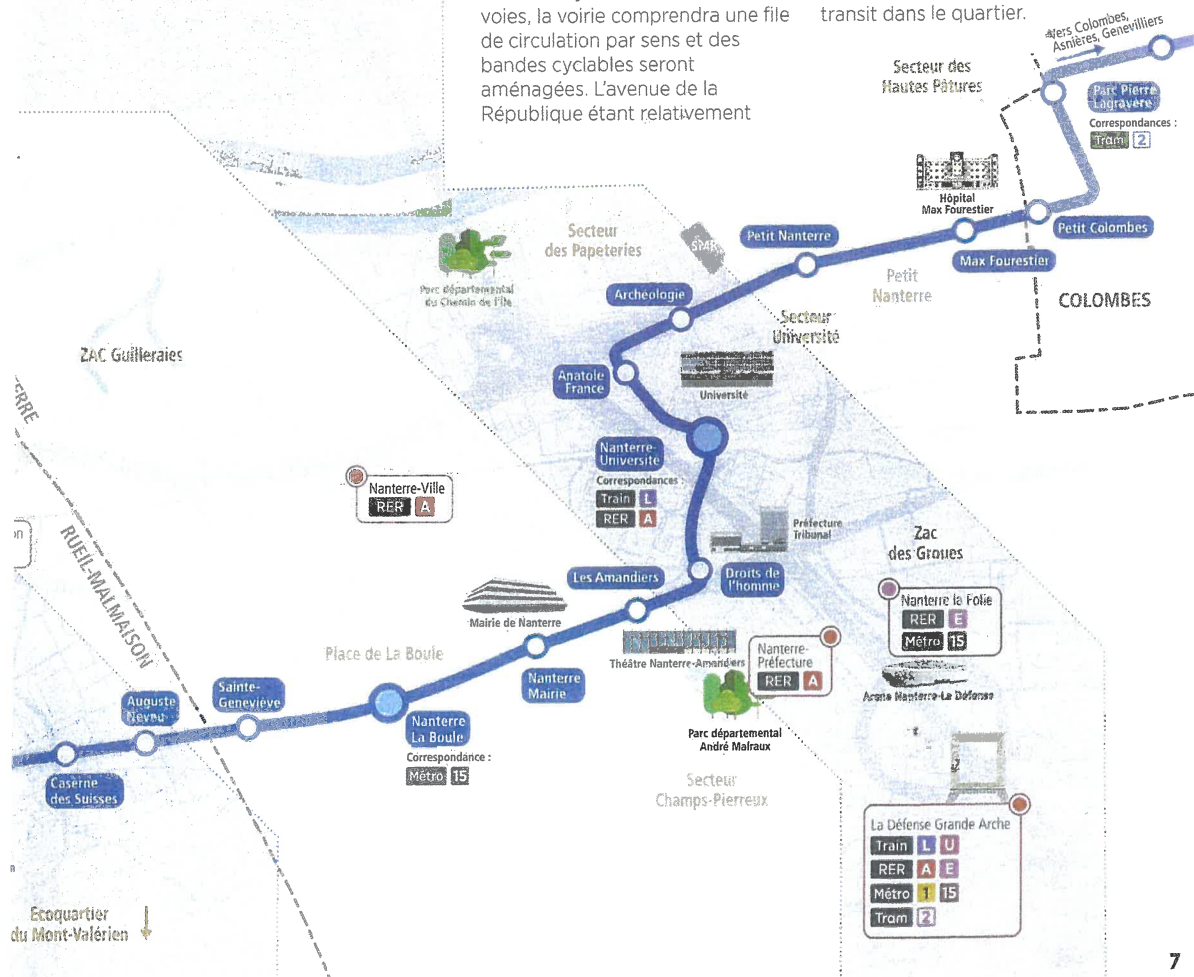 voies, la voirie comprendra une file
de circulation par sens et des
bandes cyclables seront
aménagées. L'avenue de la
République étant relativement
transit dans le quartier.
Vers Colombes,
Asnières, Genevilliers
Secteur des
Hautes Pâtures
Parc Pierre
Lagravère
Correspondances :
Tram 2
Hôpital
Max Fourestier
Petit Colombes
Max Fourestier
Petit Nanterre
Petit
Nanterre
COLOMBES
Secteur
des Papeteries
Parc départemental
du Chemin de l'Ile
Archéologie
Secteur
Université
Université
Anatole
France
ZAC Guilleraies
Nanterre-
Université
Correspondances
Train L
RER A
Nanterre-Ville
RER A
RUEIL-MALMAISON
Préfecture
Tribunal
Zac
des Groues
Les Amandiers
Droits de
l'homme
Nanterre la Folie
RER E
Métro 15
Mairie de Nanterre
Théâtre Nanterre-Amandiers
Nanterre-
Préfecture
RER A
Arena Nanterre-La Défense
Place de La Boule
Nanterre
Mairie
Sainte-
Geneviève
Auguste
Neveu
Nanterre
La Boule
Correspondance :
Métro 15
Parc départemental
André Malraux
Caserne
des Suisses
Secteur
Champs-Pierreux
La Défense Grande Arche
Train L U
RER A E
Métro 1 15
Tram 2
Ecoquartier
du Mont-Valérien
7